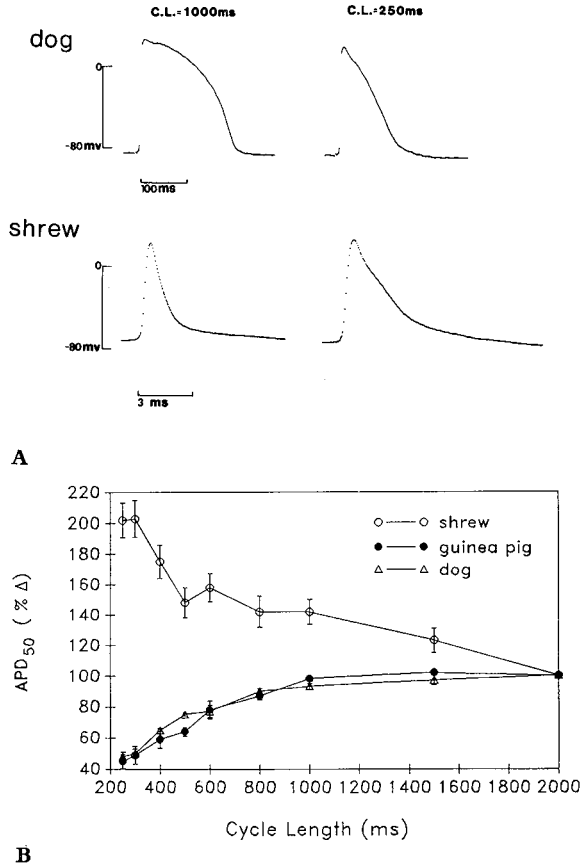 C.L.=1000ms C.L.=250ms
dog
0
-80mv
100ms
shrew
0
-80mv
3 ms
A
220
200
180
160
140
120
100
80
60
40
APD50 (%Δ)
shrew
guinea pig
dog
200 400 600 800 1000 1200 1400 1600 1800 2000
Cycle Length (ms)
B